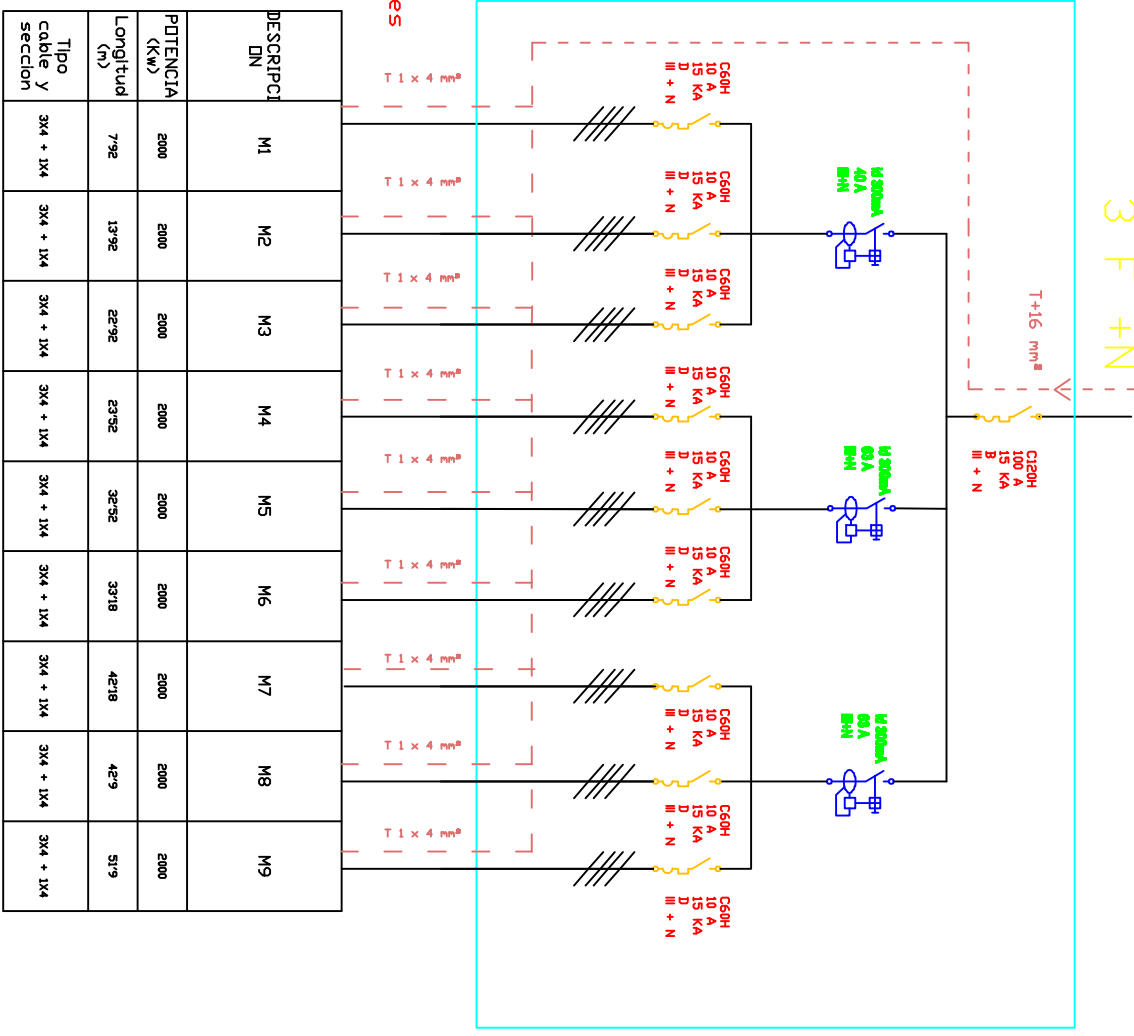 3 F +N
T+16 mm²
C120H
100 A
15 KA
B
III + N
Id 300mA
40 A
III+N
Id 300mA
63 A
III+N
Id 300mA
63 A
III+N
C60H
10 A
15 KA
D
III + N
C60H
10 A
15 KA
D
III + N
C60H
10 A
15 KA
D
III + N
C60H
10 A
15 KA
D
III + N
C60H
10 A
15 KA
D
III + N
C60H
10 A
15 KA
D
III + N
C60H
10 A
15 KA
D
III + N
C60H
10 A
15 KA
D
III + N
C60H
10 A
15 KA
D
III + N
es
T 1 x 4 mm²
T 1 x 4 mm²
T 1 x 4 mm²
T 1 x 4 mm²
T 1 x 4 mm²
T 1 x 4 mm²
T 1 x 4 mm²
T 1 x 4 mm²
T 1 x 4 mm²
DESCRIPCI
ON
M1 M2 M3 M4 M5 M6 M7 M8 M9
POTENCIA
(Kw)
2000 2000 2000 2000 2000 2000 2000 2000 2000
Longitud
(m)
7'92 13'92 22'92 23'52 32'52 33'18 42'18 42'9 51'9
Tipo
cable y
seccion
3X4 + 1X4 3X4 + 1X4 3X4 + 1X4 3X4 + 1X4 3X4 + 1X4 3X4 + 1X4 3X4 + 1X4 3X4 + 1X4 3X4 + 1X4